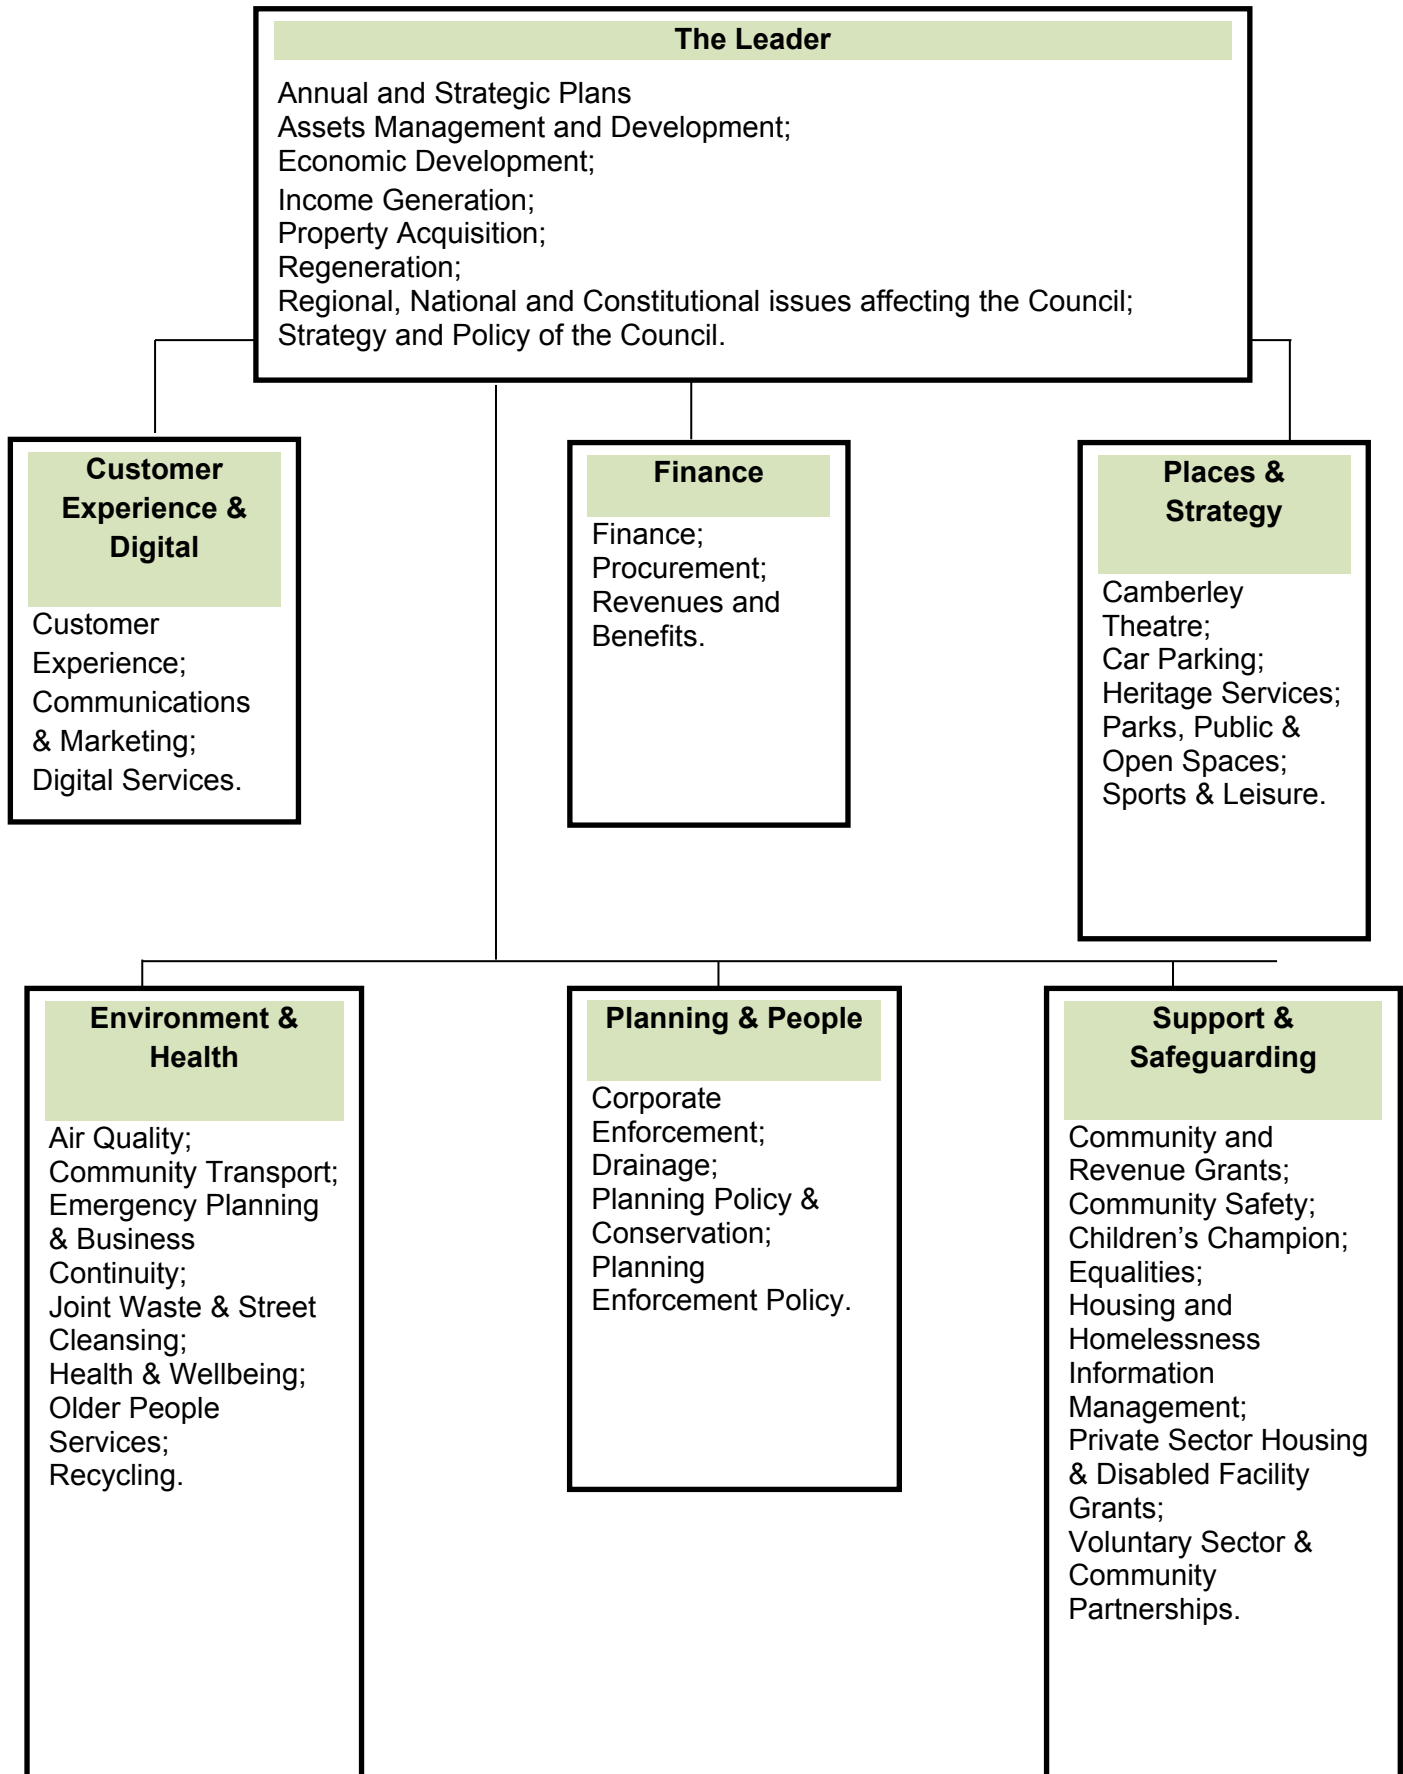 The Leader
Annual and Strategic Plans
Assets Management and Development;
Economic Development;
Income Generation;
Property Acquisition;
Regeneration;
Regional, National and Constitutional issues affecting the Council;
Strategy and Policy of the Council.
Customer
Experience &
Digital
Customer
Experience;
Communications
& Marketing;
Digital Services.
Finance
Finance;
Procurement;
Revenues and
Benefits.
Places &
Strategy
Camberley
Theatre;
Car Parking;
Heritage Services;
Parks, Public &
Open Spaces;
Sports & Leisure.
Environment &
Health
Air Quality;
Community Transport;
Emergency Planning
& Business
Continuity;
Joint Waste & Street
Cleansing;
Health & Wellbeing;
Older People
Services;
Recycling.
Planning & People
Corporate
Enforcement;
Drainage;
Planning Policy &
Conservation;
Planning
Enforcement Policy.
Support &
Safeguarding
Community and
Revenue Grants;
Community Safety;
Children’s Champion;
Equalities;
Housing and
Homelessness
Information
Management;
Private Sector Housing
& Disabled Facility
Grants;
Voluntary Sector &
Community
Partnerships.